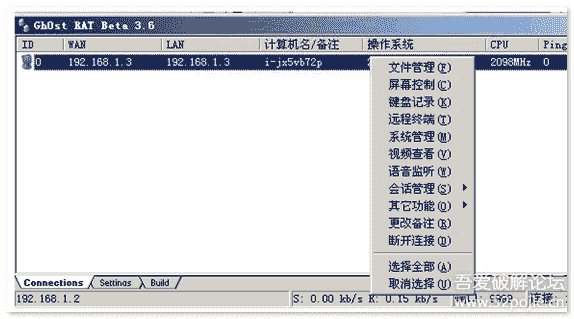 Gh0st RAT Beta 3.6
ID WAN LAN 计算机名/备注 操作系统 CPU Ping
0 192.168.1.3 192.168.1.3 i-jx5vb72p 2098MHz 0
文件管理(F)
屏幕控制(C)
键盘记录(K)
远程终端(T)
系统管理(M)
视频查看(V)
语音监听(W)
会话管理(S)
其它功能(O)
更改备注(R)
断开连接(D)
选择全部(A)
取消选择(U)
吾爱破解论坛
www.52pojie.cn
Connections Settings Build
192.168.1.2 S: 0.00 kb/s R: 0.15 kb/s 连接